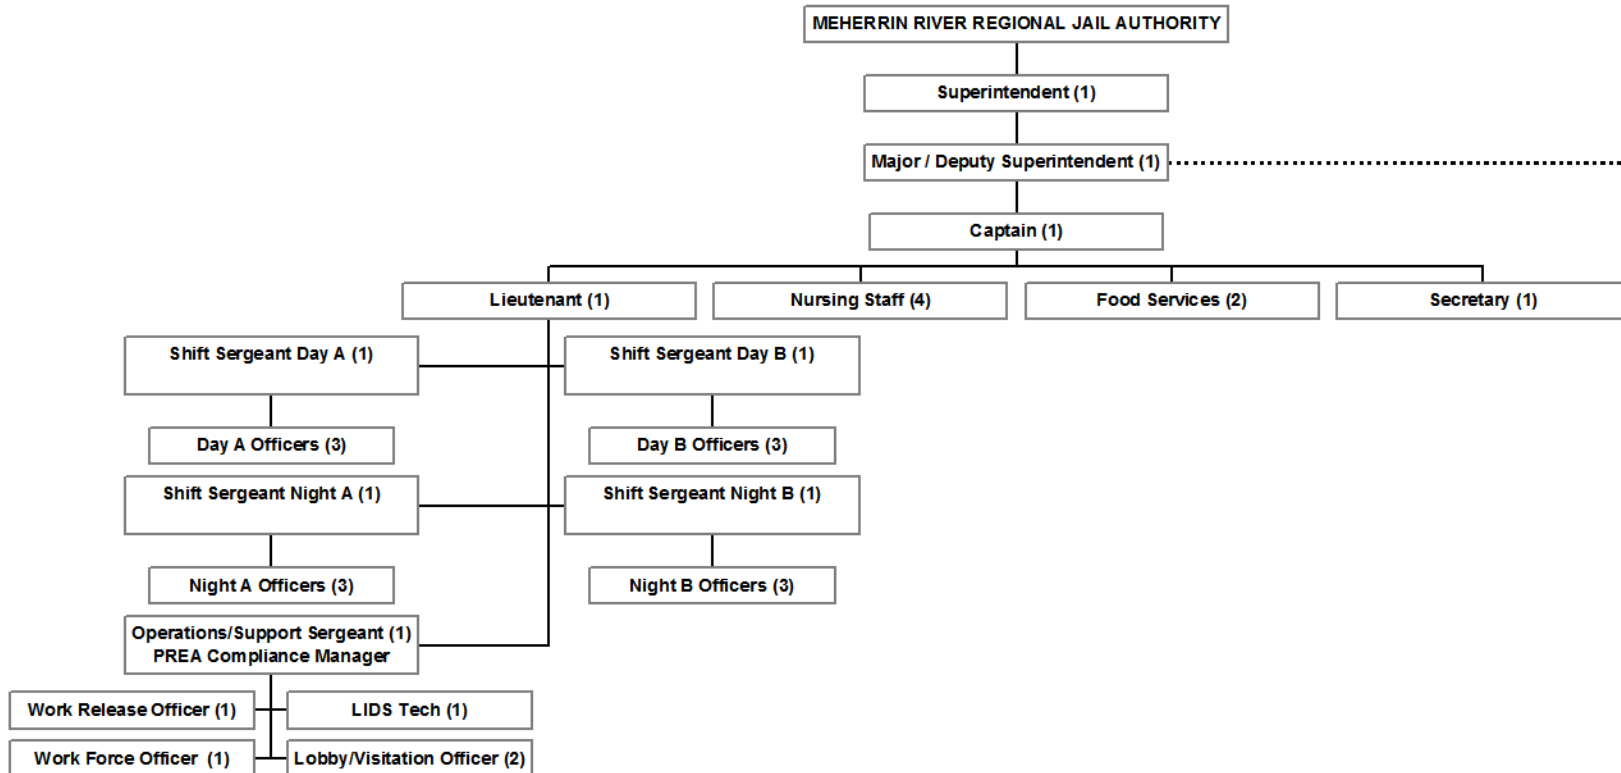 MEHERRIN RIVER REGIONAL JAIL AUTHORITY
Superintendent (1)
Major / Deputy Superintendent (1)
Captain (1)
Lieutenant (1)
Nursing Staff (4)
Food Services (2)
Secretary (1)
Shift Sergeant Day A (1)
Shift Sergeant Day B (1)
Day A Officers (3)
Day B Officers (3)
Shift Sergeant Night A (1)
Shift Sergeant Night B (1)
Night A Officers (3)
Night B Officers (3)
Operations/Support Sergeant (1)
PREA Compliance Manager
Work Release Officer (1)
LIDS Tech (1)
Work Force Officer (1)
Lobby/Visitation Officer (2)